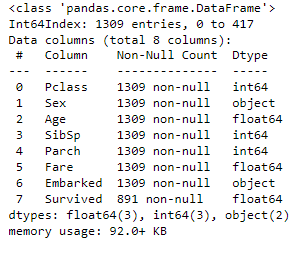 <class 'pandas.core.frame.DataFrame'>
Int64Index: 1309 entries, 0 to 417
Data columns (total 8 columns):
 #   Column    Non-Null Count  Dtype
---  ------    --------------  -----
 0   Pclass    1309 non-null   int64
 1   Sex       1309 non-null   object
 2   Age       1309 non-null   float64
 3   SibSp     1309 non-null   int64
 4   Parch     1309 non-null   int64
 5   Fare      1309 non-null   float64
 6   Embarked  1309 non-null   object
 7   Survived  891 non-null    float64
dtypes: float64(3), int64(3), object(2)
memory usage: 92.0+ KB